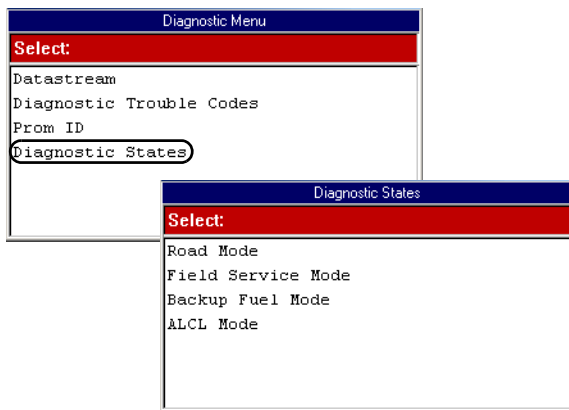 Diagnostic Menu
Select:
Datastream
Diagnostic Trouble Codes
Prom ID
Diagnostic States
Diagnostic States
Select:
Road Mode
Field Service Mode
Backup Fuel Mode
ALCL Mode